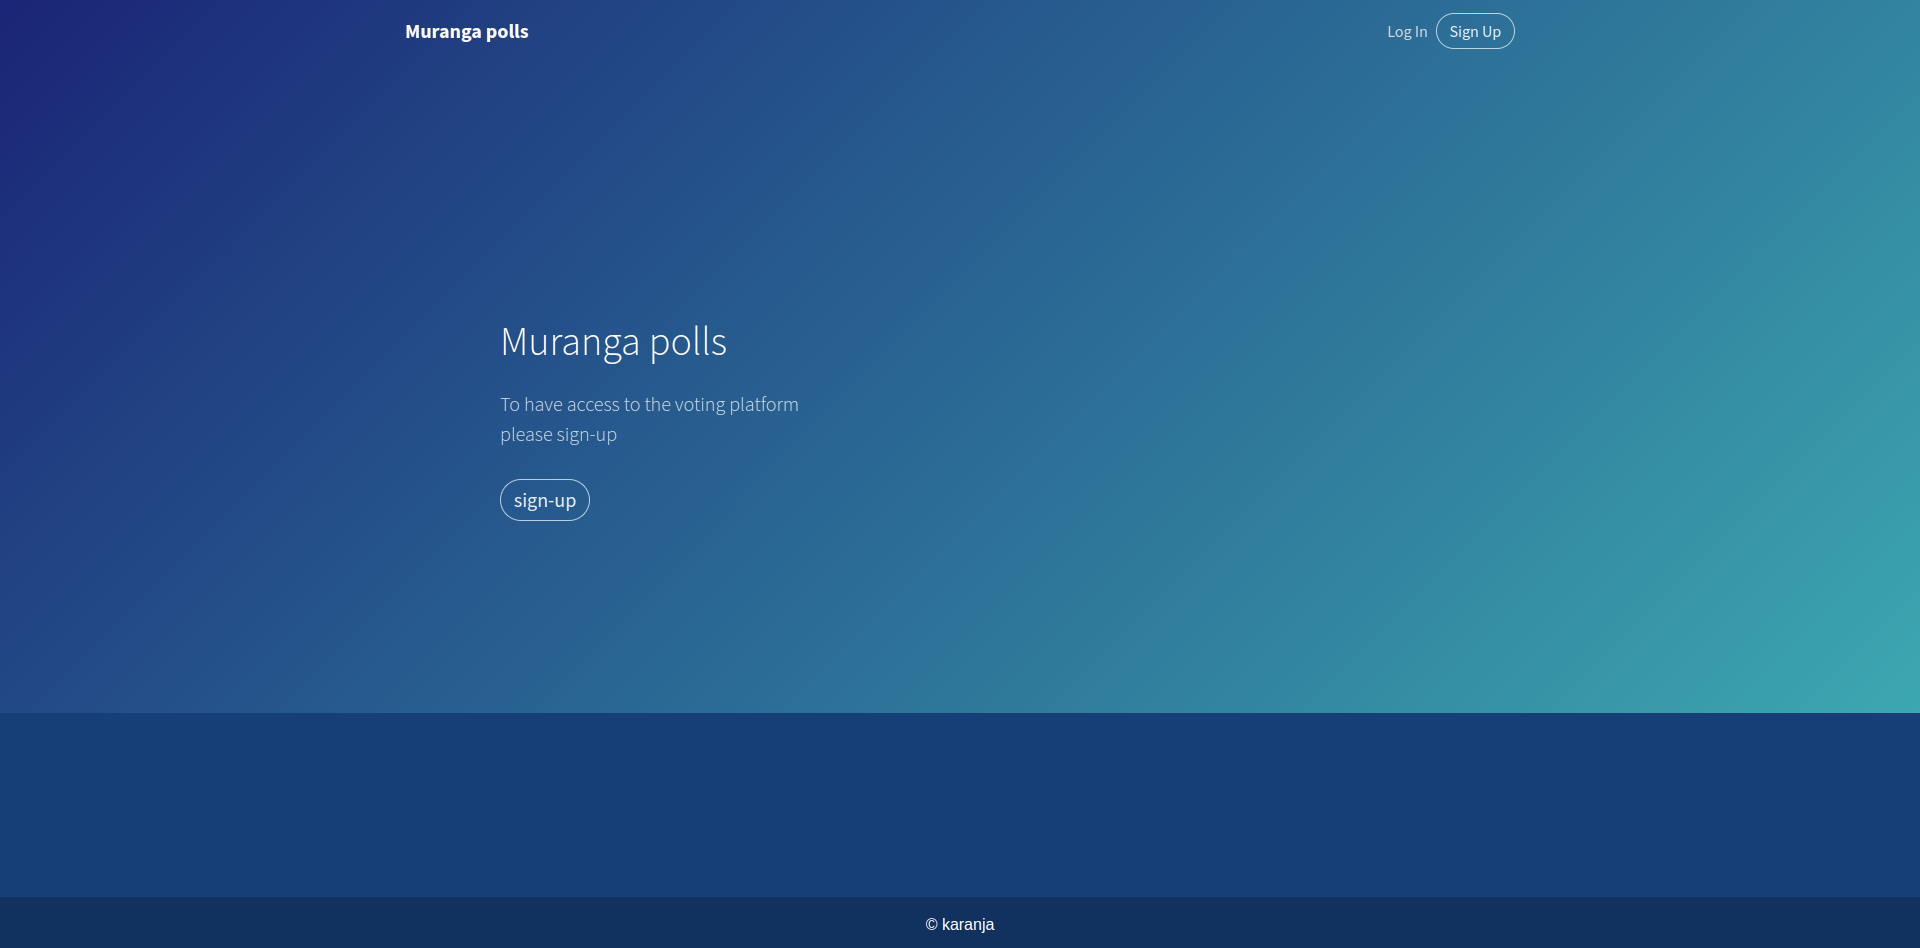 Muranga polls
Log In
Sign Up
Muranga polls
To have access to the voting platform
please sign-up
sign-up
© karanja